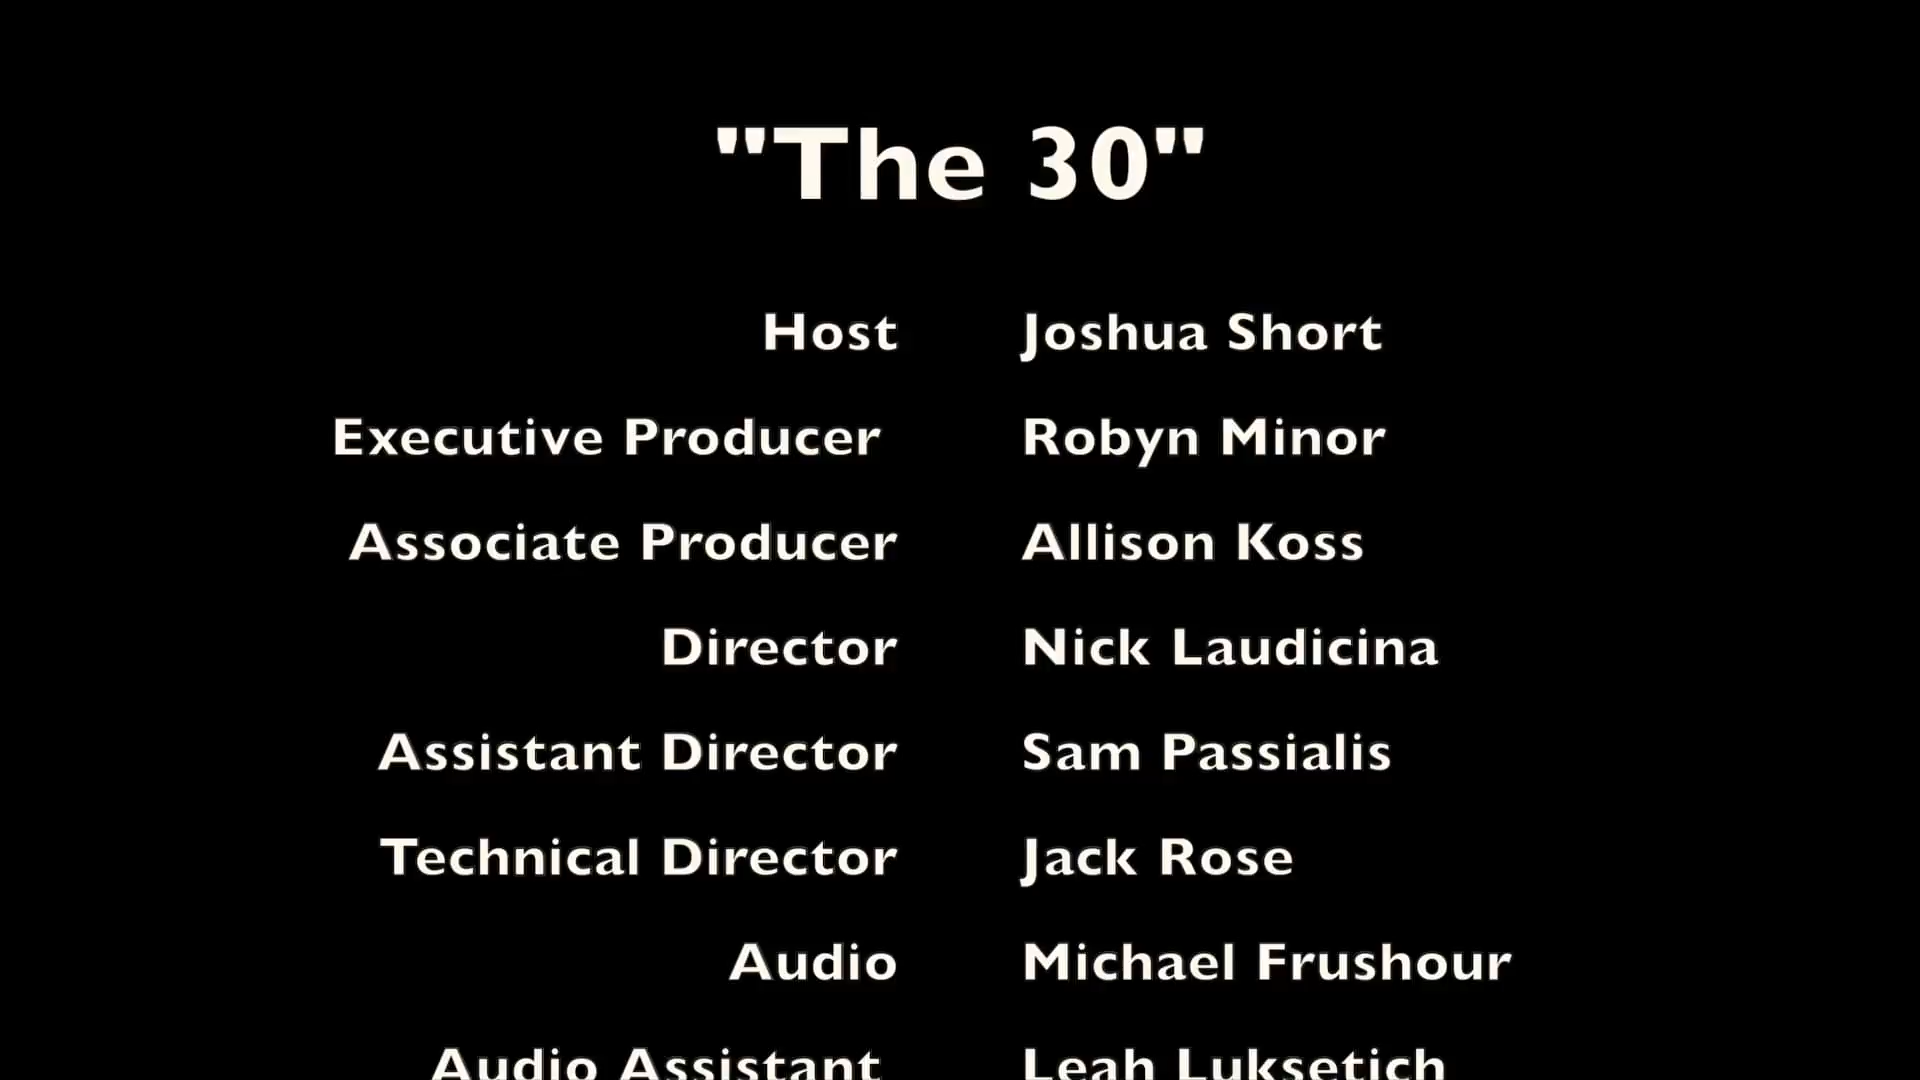 "The 30"
Host Joshua Short
Executive Producer Robyn Minor
Associate Producer Allison Koss
Director Nick Laudicina
Assistant Director Sam Passialis
Technical Director Jack Rose
Audio Michael Frushour
Audio Assistant Leah Luksetich